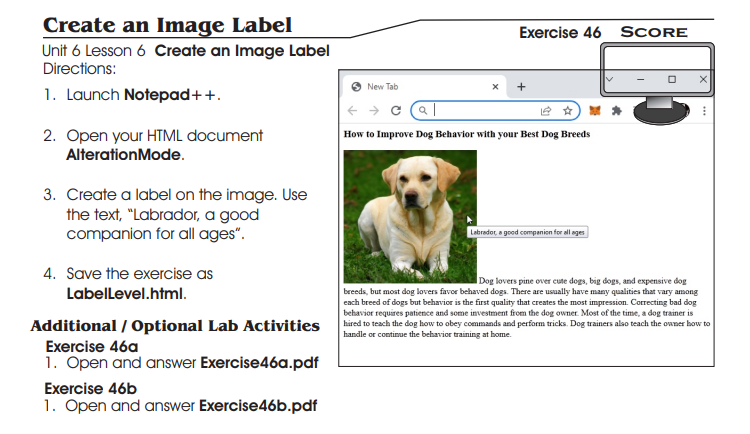 Create an Image Label
Exercise 46 SCORE
Unit 6 Lesson 6 Create an Image Label
Directions:
1. Launch Notepad++.
2. Open your HTML document
AlterationMode.
3. Create a label on the image. Use
the text, “Labrador, a good
companion for all ages”.
4. Save the exercise as
LabelLevel.html.
Additional / Optional Lab Activities
Exercise 46a
1. Open and answer Exercise46a.pdf
Exercise 46b
1. Open and answer Exercise46b.pdf
New Tab
How to Improve Dog Behavior with your Best Dog Breeds
Labrador, a good companion for all ages
Dog lovers pine over cute dogs, big dogs, and expensive dog
breeds, but most dog lovers favor behaved dogs. There are usually have many qualities that vary among
each breed of dogs but behavior is the first quality that creates the most impression. Correcting bad dog
behavior requires patience and some investment from the dog owner. Most of the time, a dog trainer is
hired to teach the dog how to obey commands and perform tricks. Dog trainers also teach the owner how to
handle or continue the behavior training at home.